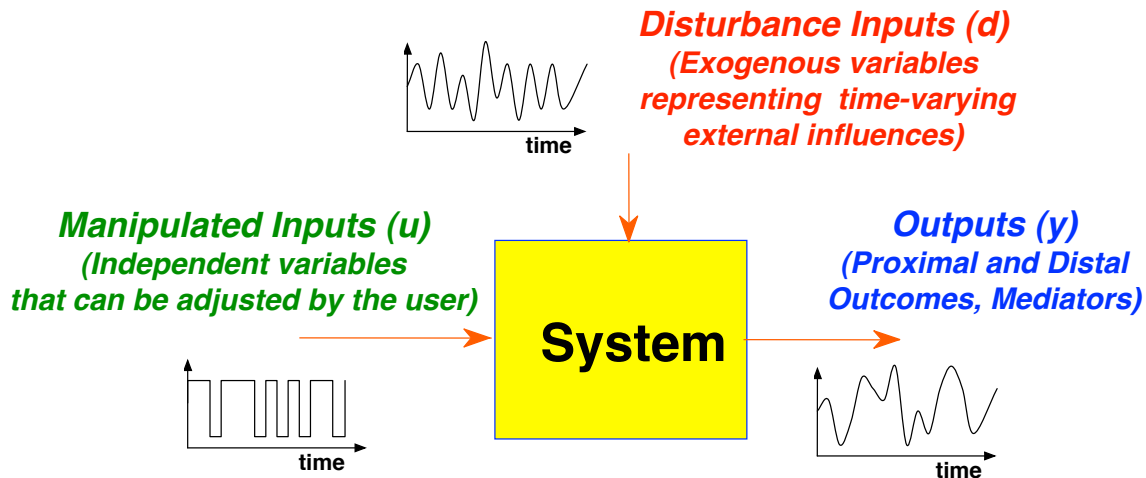 Disturbance Inputs (d)
(Exogenous variables
representing time-varying
external influences)
time
Manipulated Inputs (u)
(Independent variables
that can be adjusted by the user)
time
System
Outputs (y)
(Proximal and Distal
Outcomes, Mediators)
time